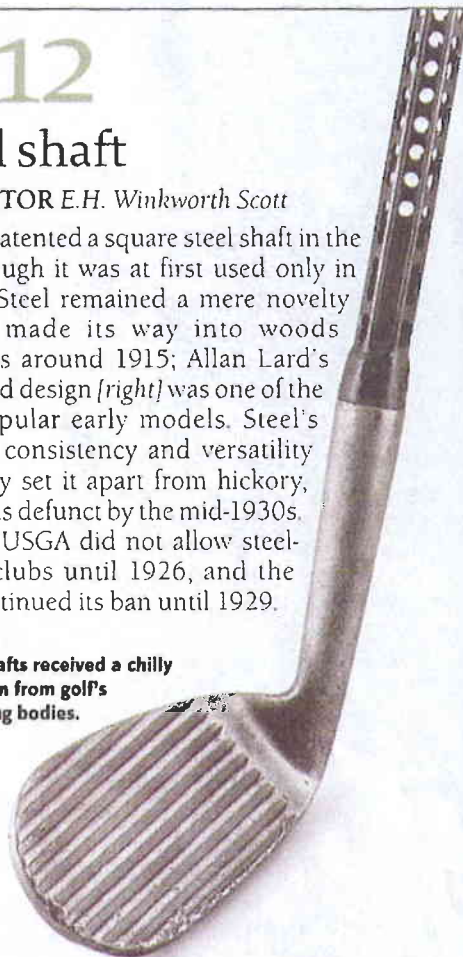 12
l shaft
TOR E.H. Winkworth Scott
atented a square steel shaft in the
ugh it was at first used only in
Steel remained a mere novelty
made its way into woods
s around 1915; Allan Lard's
d design [right] was one of the
pular early models. Steel's
consistency and versatility
y set it apart from hickory,
s defunct by the mid-1930s.
USGA did not allow steel-
clubs until 1926, and the
tinued its ban until 1929.
afts received a chilly
n from golf's
g bodies.